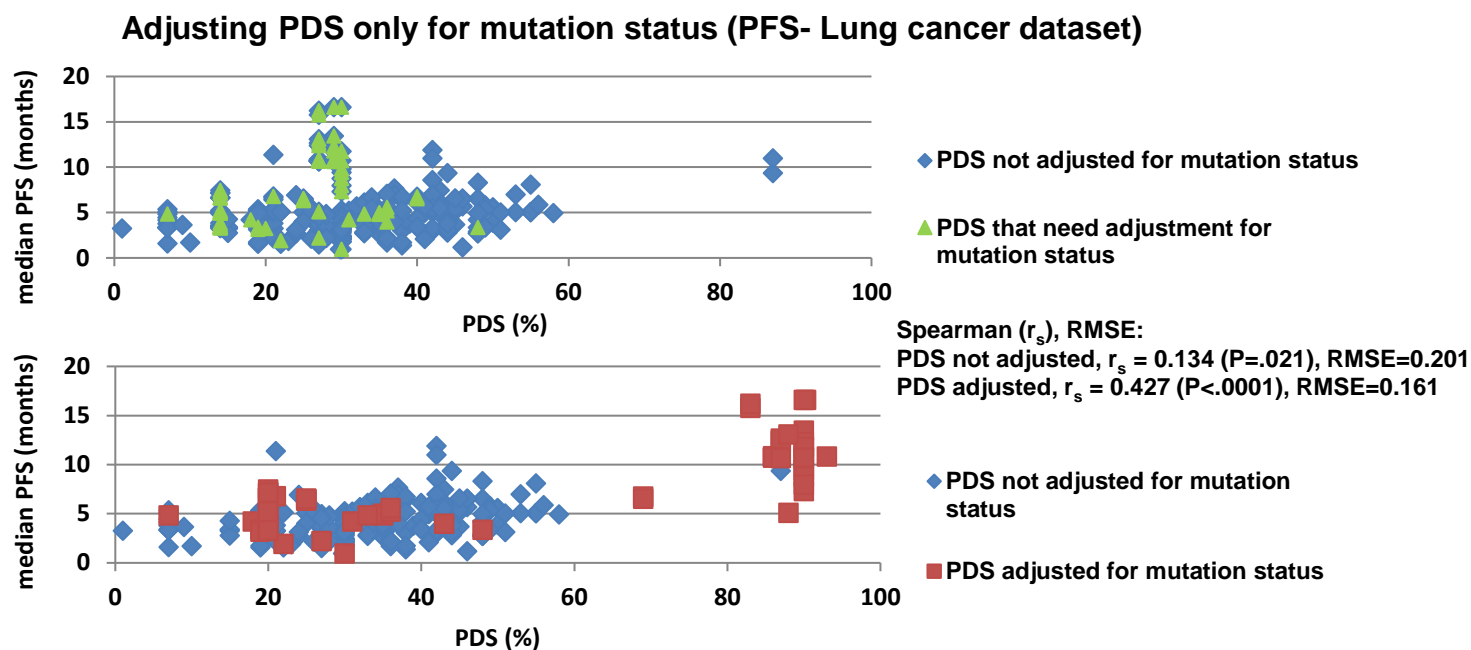 Adjusting PDS only for mutation status (PFS- Lung cancer dataset)
median PFS (months)
20
15
10
5
0
0 20 40 60 80 100
PDS (%)
PDS not adjusted for mutation status
PDS that need adjustment for
mutation status
Spearman (rs), RMSE:
PDS not adjusted, rs = 0.134 (P=.021), RMSE=0.201
PDS adjusted, rs = 0.427 (P<.0001), RMSE=0.161
median PFS (months)
20
15
10
5
0
0 20 40 60 80 100
PDS (%)
PDS not adjusted for mutation
status
PDS adjusted for mutation status